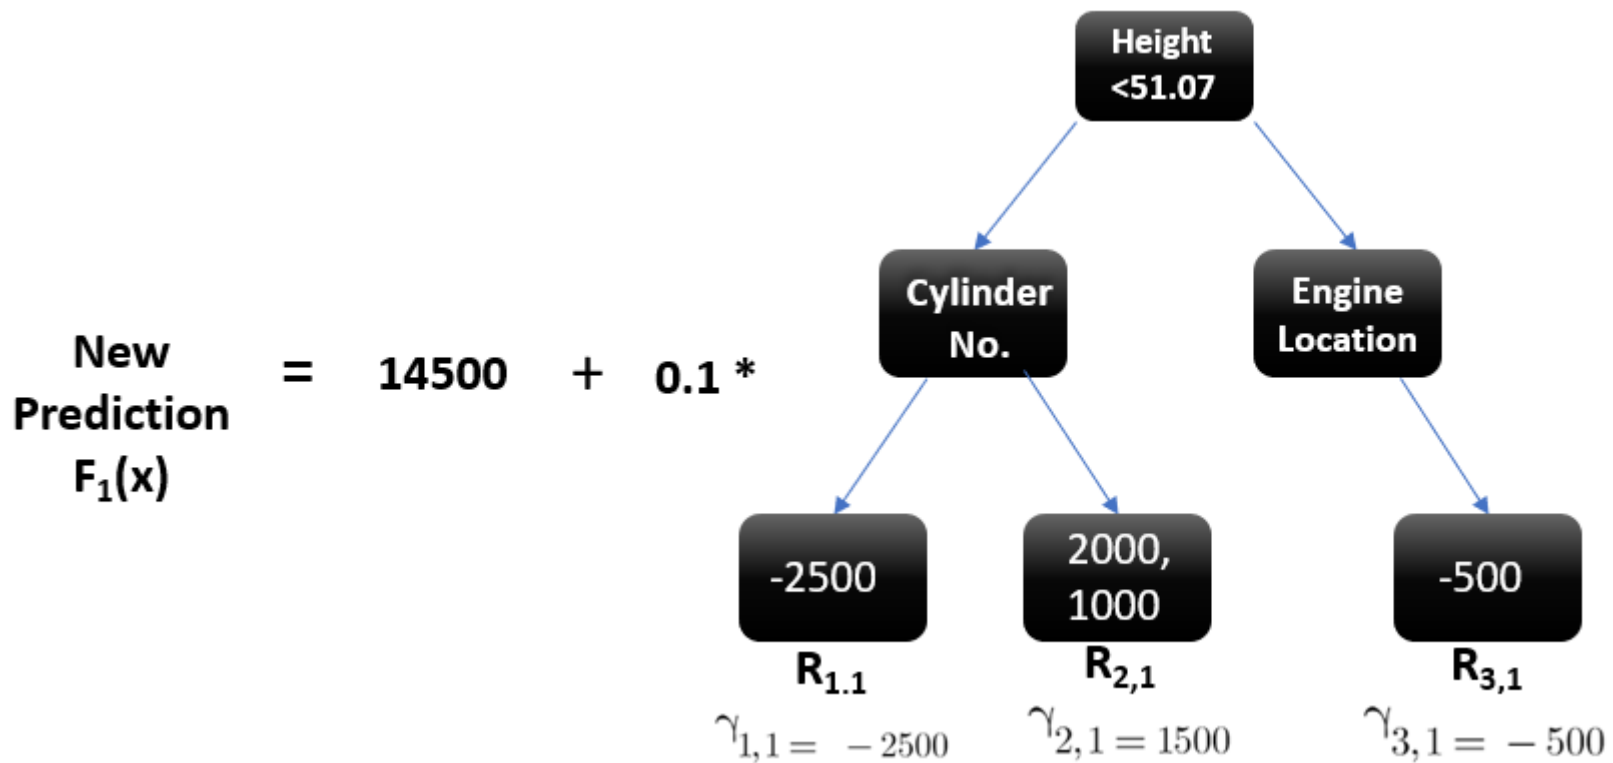 Height
<51.07
Cylinder
No.
Engine
Location
New
Prediction
F₁(x)
= 14500 + 0.1 *
-2500
2000,
1000
-500
R₁.₁
R₂,₁
R₃,₁
γ₁,₁ = −2500
γ₂,₁ = 1500
γ₃,₁ = −500